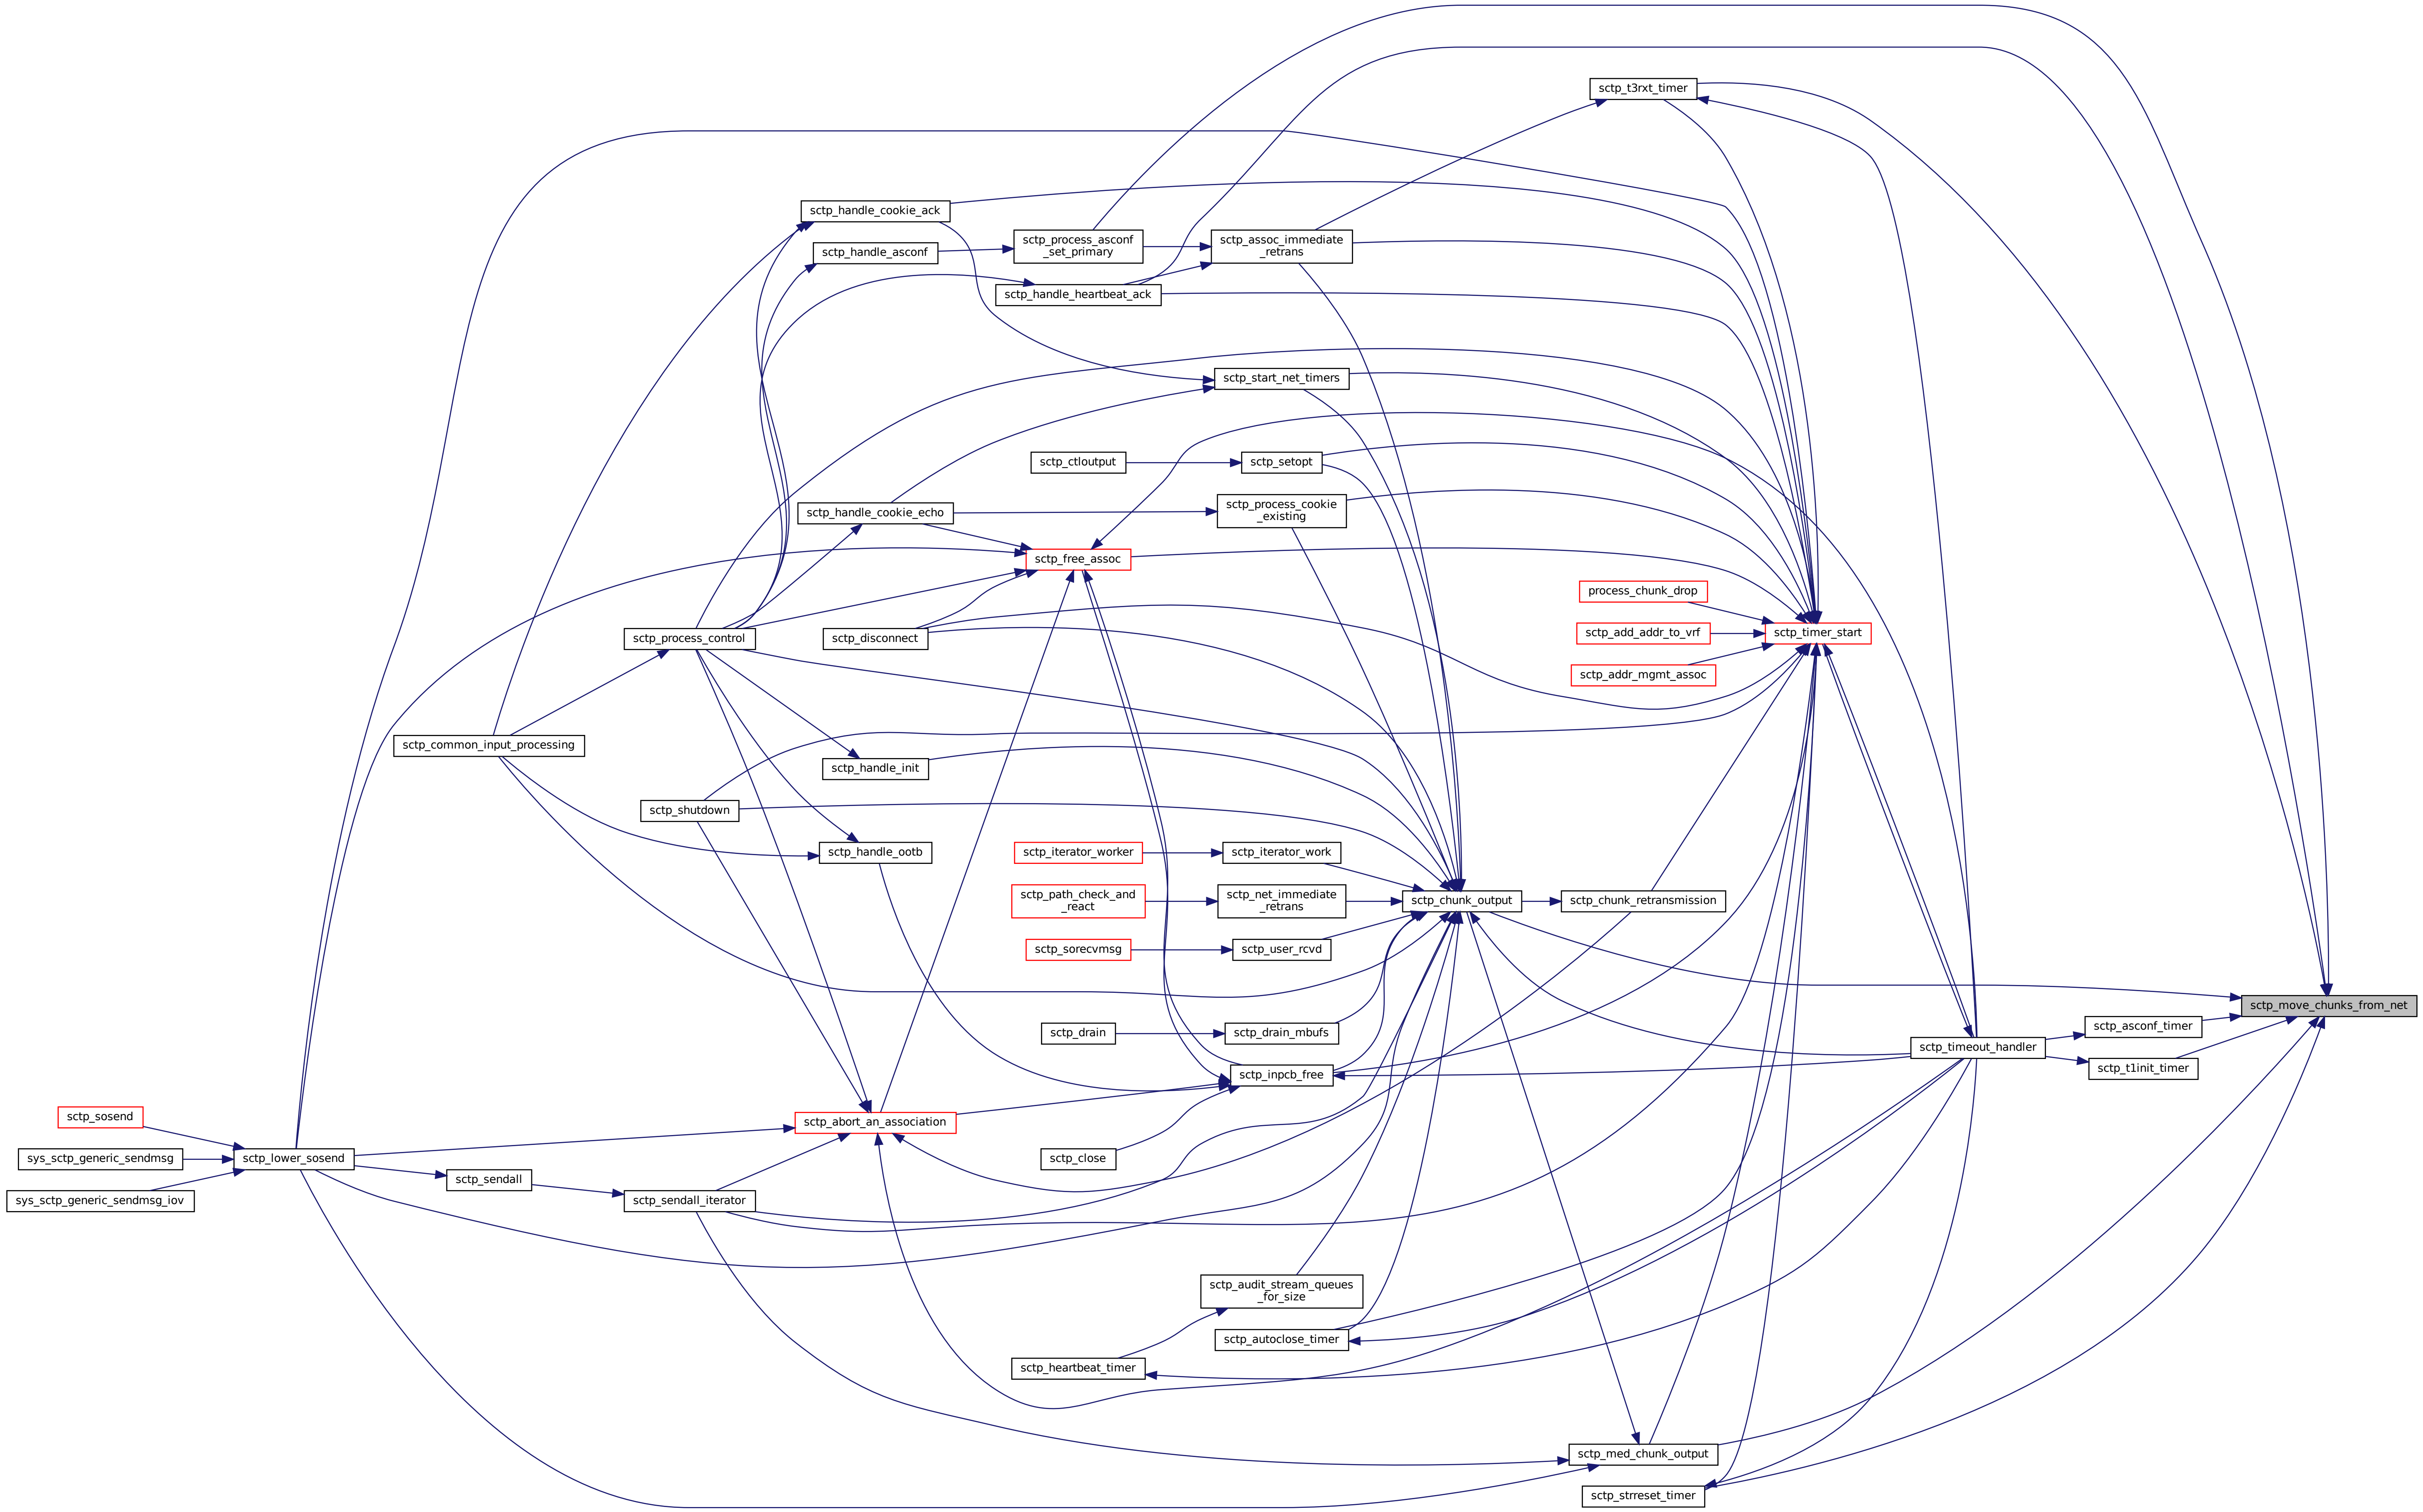 sctp_t3rxt_timer
sctp_handle_cookie_ack
sctp_process_asconf
_set_primary
sctp_assoc_immediate
_retrans
sctp_handle_asconf
sctp_handle_heartbeat_ack
sctp_start_net_timers
sctp_ctloutput
sctp_setopt
sctp_process_cookie
_existing
sctp_handle_cookie_echo
sctp_free_assoc
process_chunk_drop
sctp_add_addr_to_vrf
sctp_timer_start
sctp_process_control
sctp_disconnect
sctp_addr_mgmt_assoc
sctp_common_input_processing
sctp_handle_init
sctp_shutdown
sctp_handle_ootb
sctp_iterator_worker
sctp_iterator_work
sctp_path_check_and
_react
sctp_net_immediate
_retrans
sctp_chunk_output
sctp_chunk_retransmission
sctp_sorecvmsg
sctp_user_rcvd
sctp_move_chunks_from_net
sctp_drain
sctp_drain_mbufs
sctp_asconf_timer
sctp_timeout_handler
sctp_t1init_timer
sctp_inpcb_free
sctp_sosend
sctp_abort_an_association
sys_sctp_generic_sendmsg
sctp_lower_sosend
sctp_close
sctp_sendall
sys_sctp_generic_sendmsg_iov
sctp_sendall_iterator
sctp_audit_stream_queues
_for_size
sctp_autoclose_timer
sctp_heartbeat_timer
sctp_med_chunk_output
sctp_strreset_timer